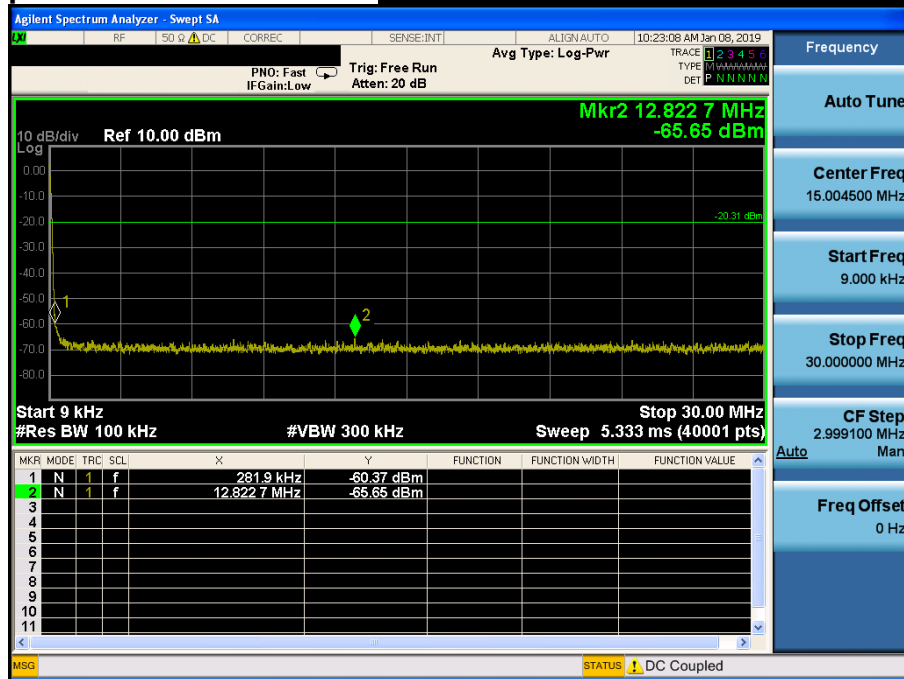 Agilent Spectrum Analyzer - Swept SA
LXI RF 50 Ω DC CORREC SENSE:INT ALIGN AUTO 10:23:08 AM Jan 08, 2019
Avg Type: Log-Pwr TRACE 1 2 3 4 5 6
PNO: Fast Trig: Free Run TYPE M W W W W W
IFGain:Low Atten: 20 dB DET P N N N N N
Mkr2 12.822 7 MHz
10 dB/div Ref 10.00 dBm -65.65 dBm
Log
0.00
-10.0
-20.0
-20.31 dBm
-30.0
-40.0
-50.0
1
-60.0
2
-70.0
-80.0
Start 9 kHz Stop 30.00 MHz
#Res BW 100 kHz #VBW 300 kHz Sweep 5.333 ms (40001 pts)
MKR MODE TRC SCL X Y FUNCTION FUNCTION WIDTH FUNCTION VALUE
1 N 1 f 281.9 kHz -60.37 dBm
2 N 1 f 12.822 7 MHz -65.65 dBm
3
4
5
6
7
8
9
10
11
MSG STATUS DC Coupled
Frequency
Auto Tune
Center Freq
15.004500 MHz
Start Freq
9.000 kHz
Stop Freq
30.000000 MHz
CF Step
2.999100 MHz
Auto Man
Freq Offset
0 Hz